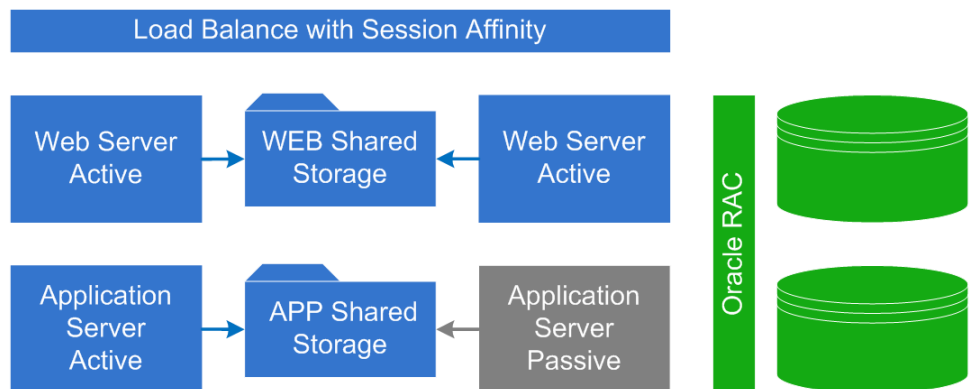 Load Balance with Session Affinity
Web Server
Active
WEB Shared
Storage
Web Server
Active
Application
Server
Active
APP Shared
Storage
Application
Server
Passive
Oracle RAC